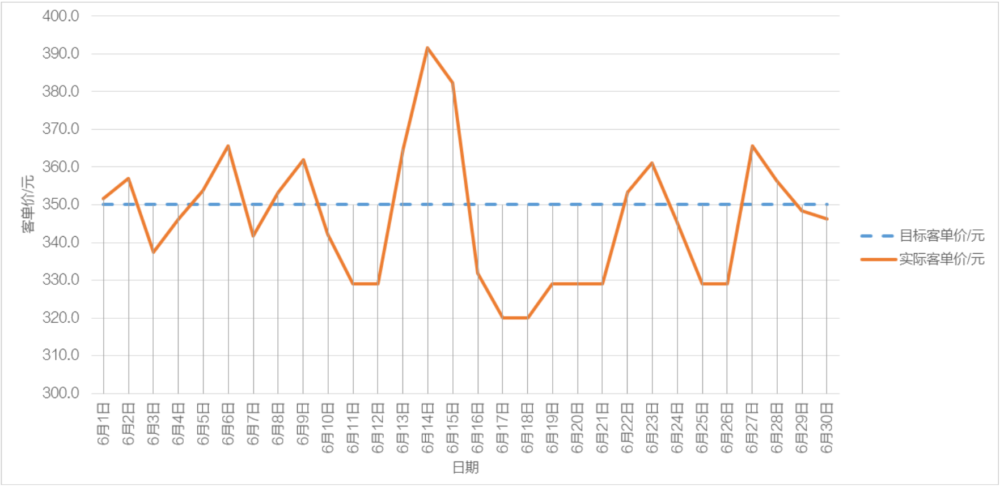 400.0
390.0
380.0
370.0
360.0
350.0
340.0
330.0
320.0
310.0
300.0
客单价/元
6月1日
6月2日
6月3日
6月4日
6月5日
6月6日
6月7日
6月8日
6月9日
6月10日
6月11日
6月12日
6月13日
6月14日
6月15日
6月16日
6月17日
6月18日
6月19日
6月20日
6月21日
6月22日
6月23日
6月24日
6月25日
6月26日
6月27日
6月28日
6月29日
6月30日
日期
目标客单价/元
实际客单价/元